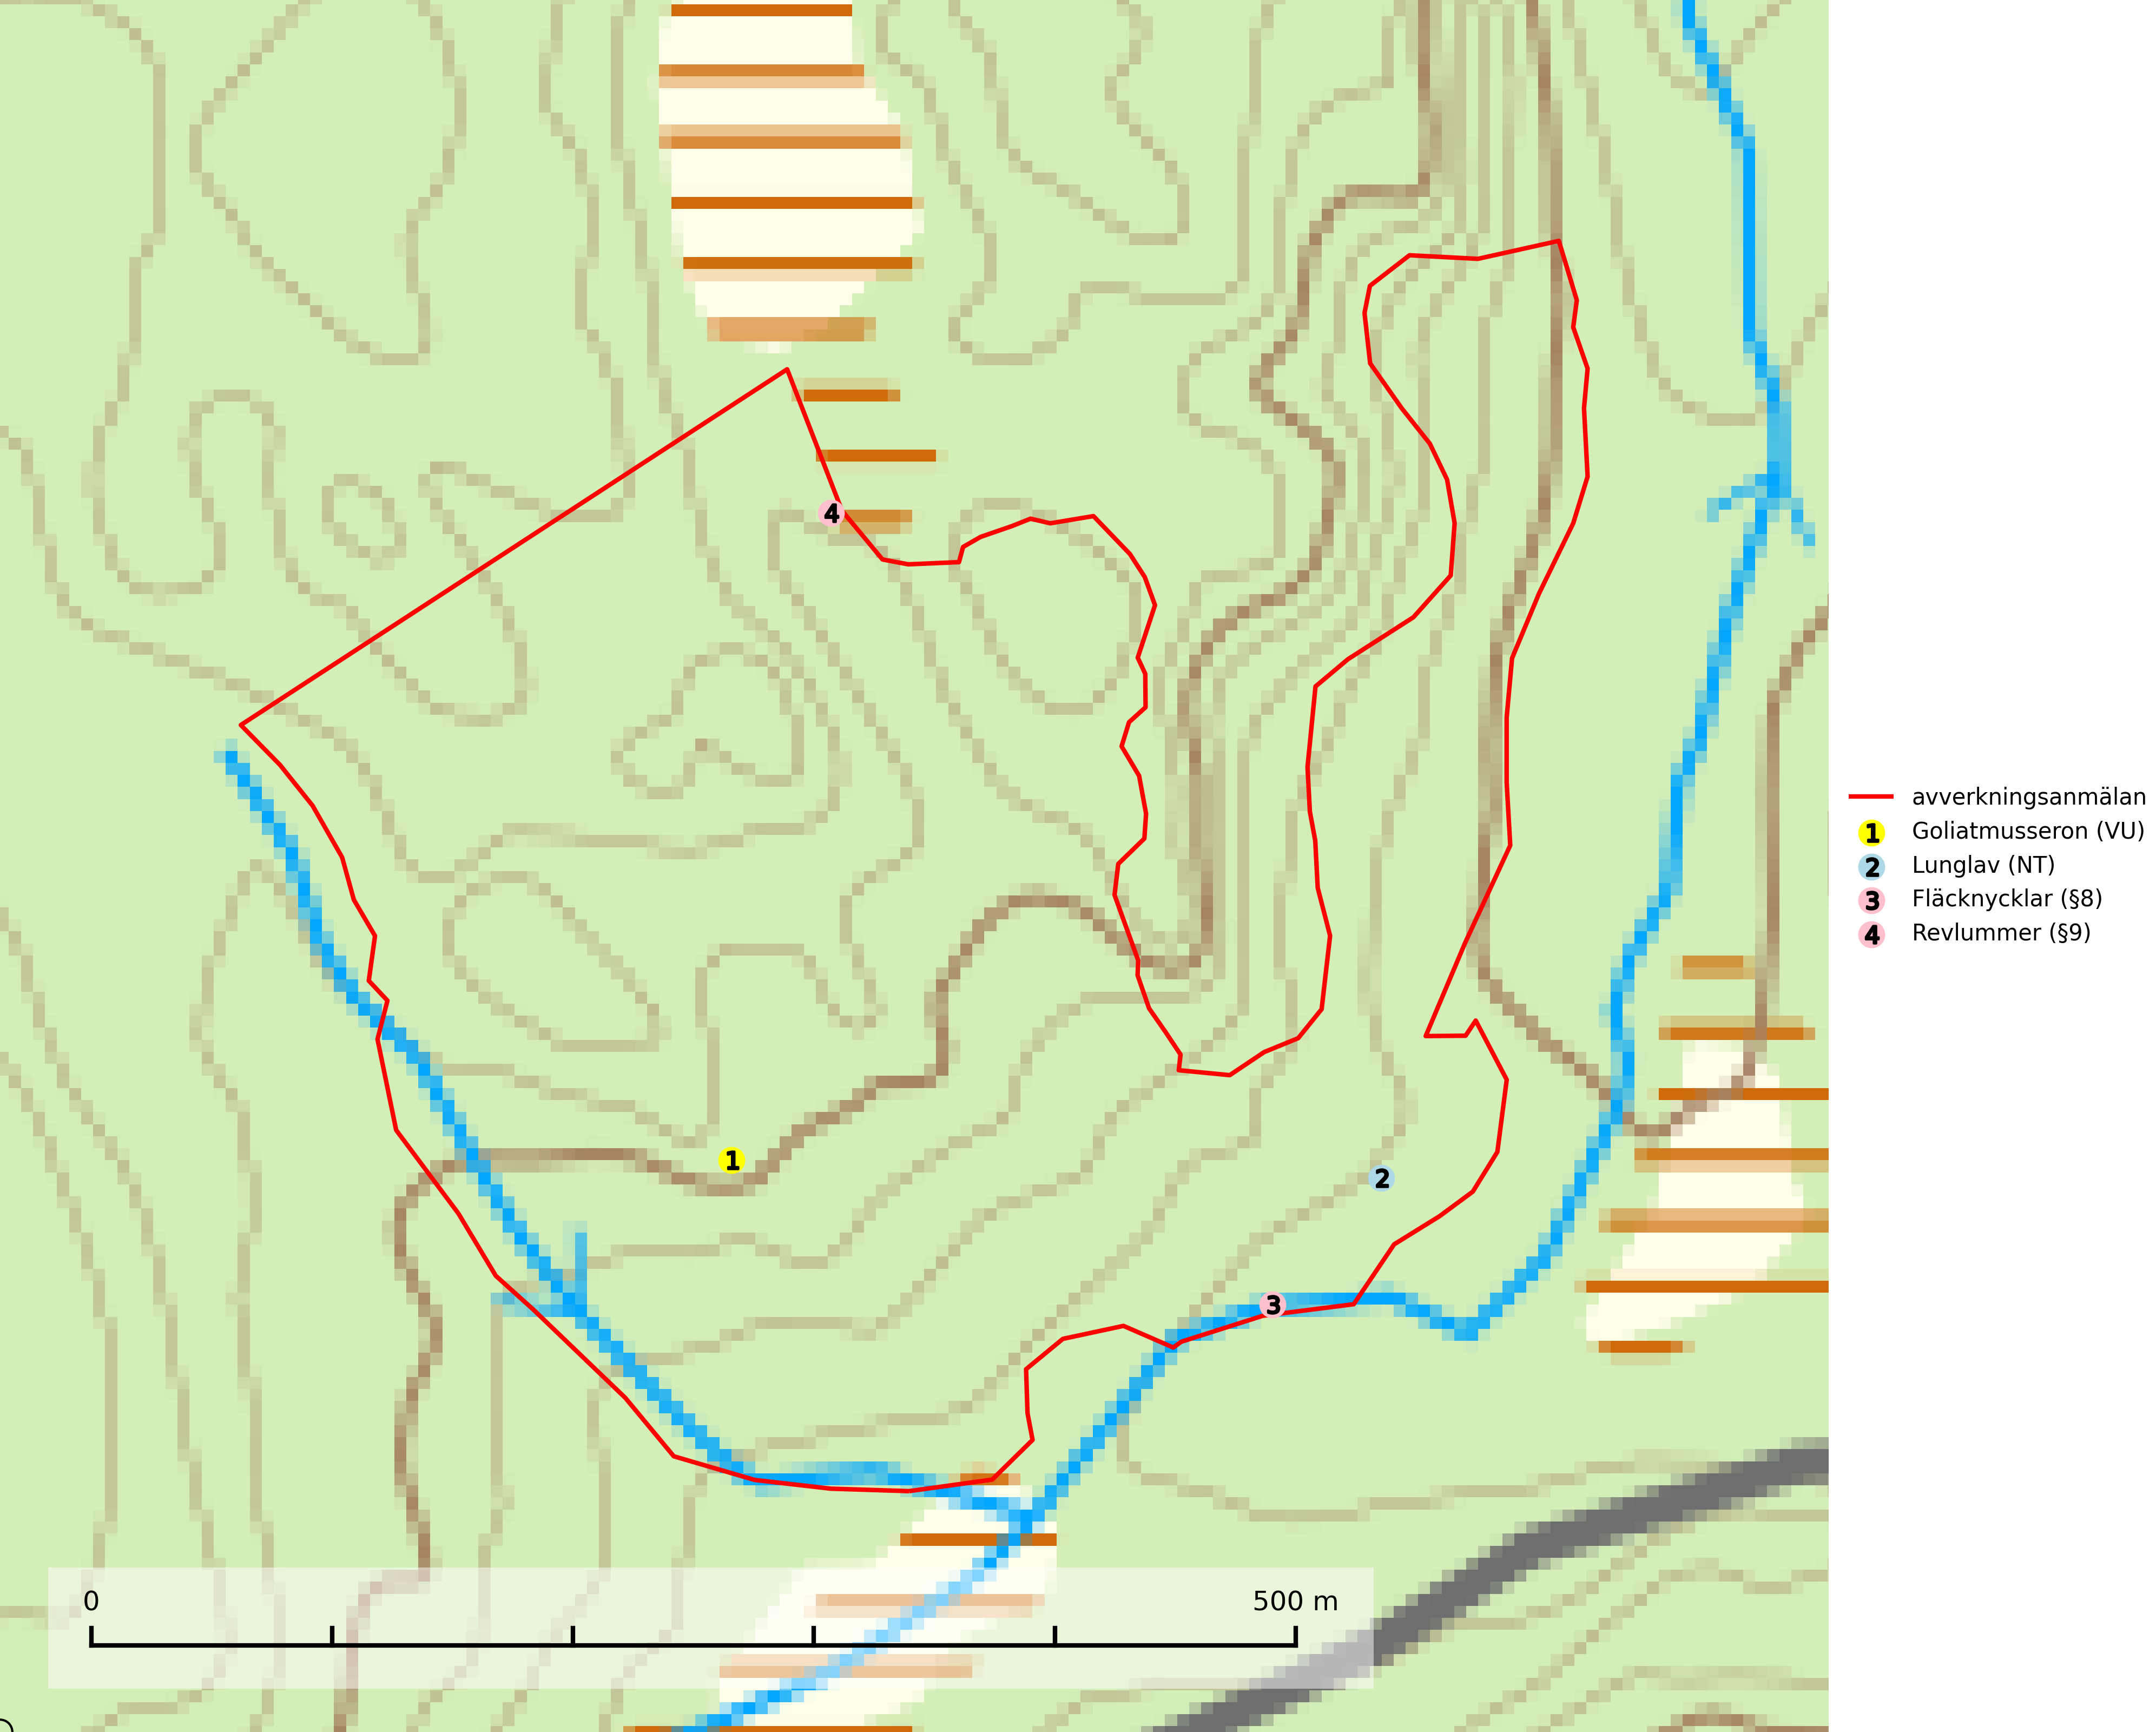 4
1
2
3
0
500 m
avverkningsanmälan
1 Goliatmusseron (VU)
2 Lunglav (NT)
3 Fläcknycklar (§8)
4 Revlummer (§9)